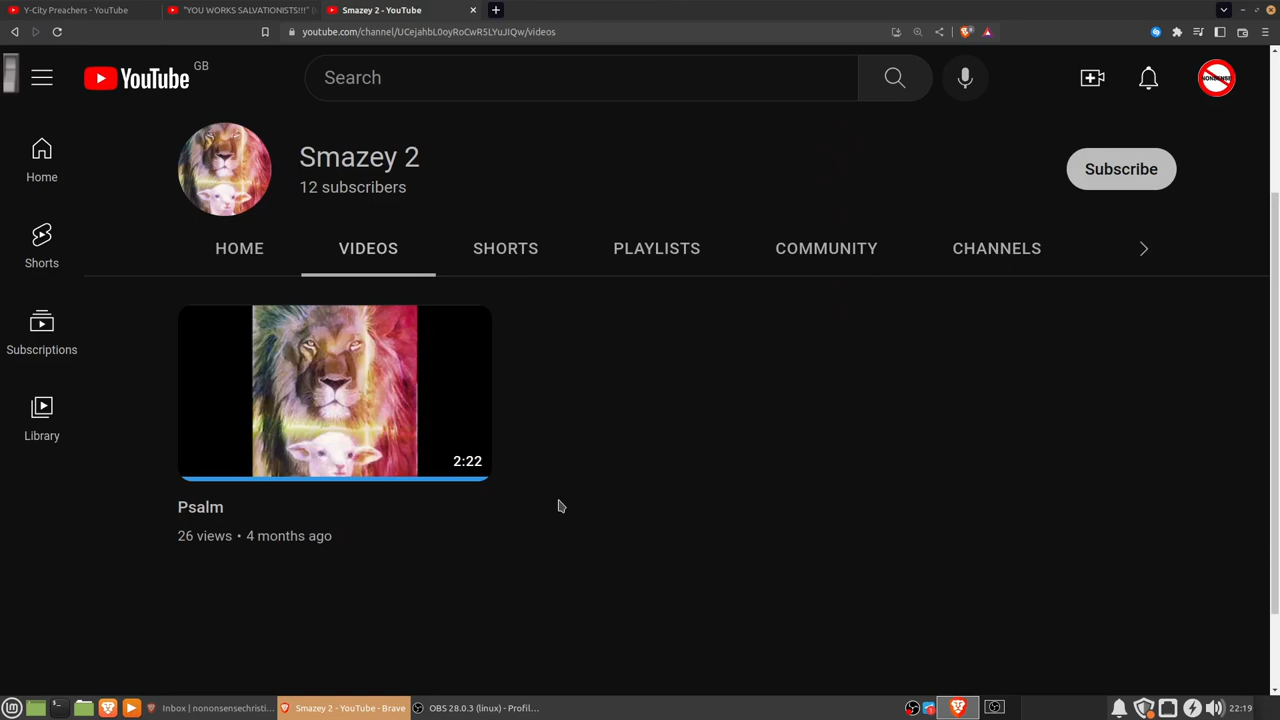 Y-City Preachers - YouTube
"YOU WORKS SALVATIONISTS!!!" [
Smazey 2 - YouTube
youtube.com/channel/UCejahbL0oyRoCwR5LYuJIQw/videos
YouTube
GB
Search
NONSENSE
Home
Shorts
Subscriptions
Library
Smazey 2
12 subscribers
Subscribe
HOME
VIDEOS
SHORTS
PLAYLISTS
COMMUNITY
CHANNELS
2:22
Psalm
26 views • 4 months ago
Inbox | nononsensechristi...
Smazey 2 - YouTube - Brave
OBS 28.0.3 (linux) - Profil...
22:19